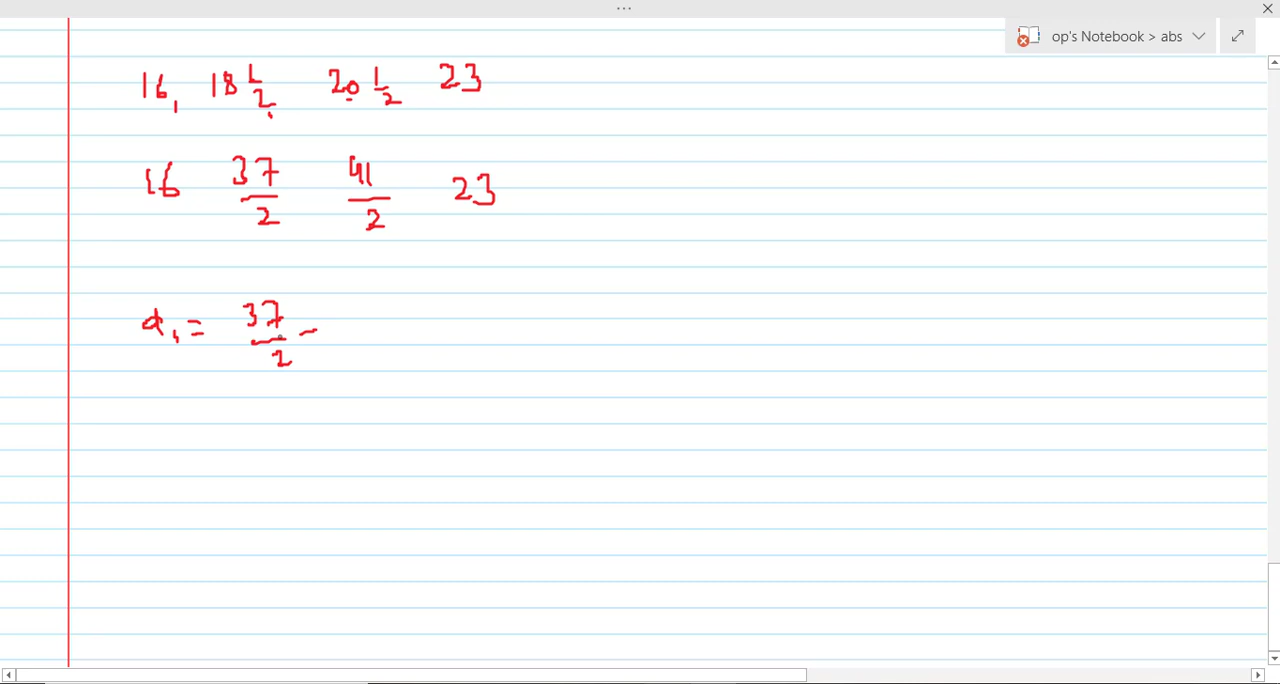 op's Notebook > abs
16, 18 1/2, 20 1/2 23
16 37/2 41/2 23
d₁ = 37/2 -